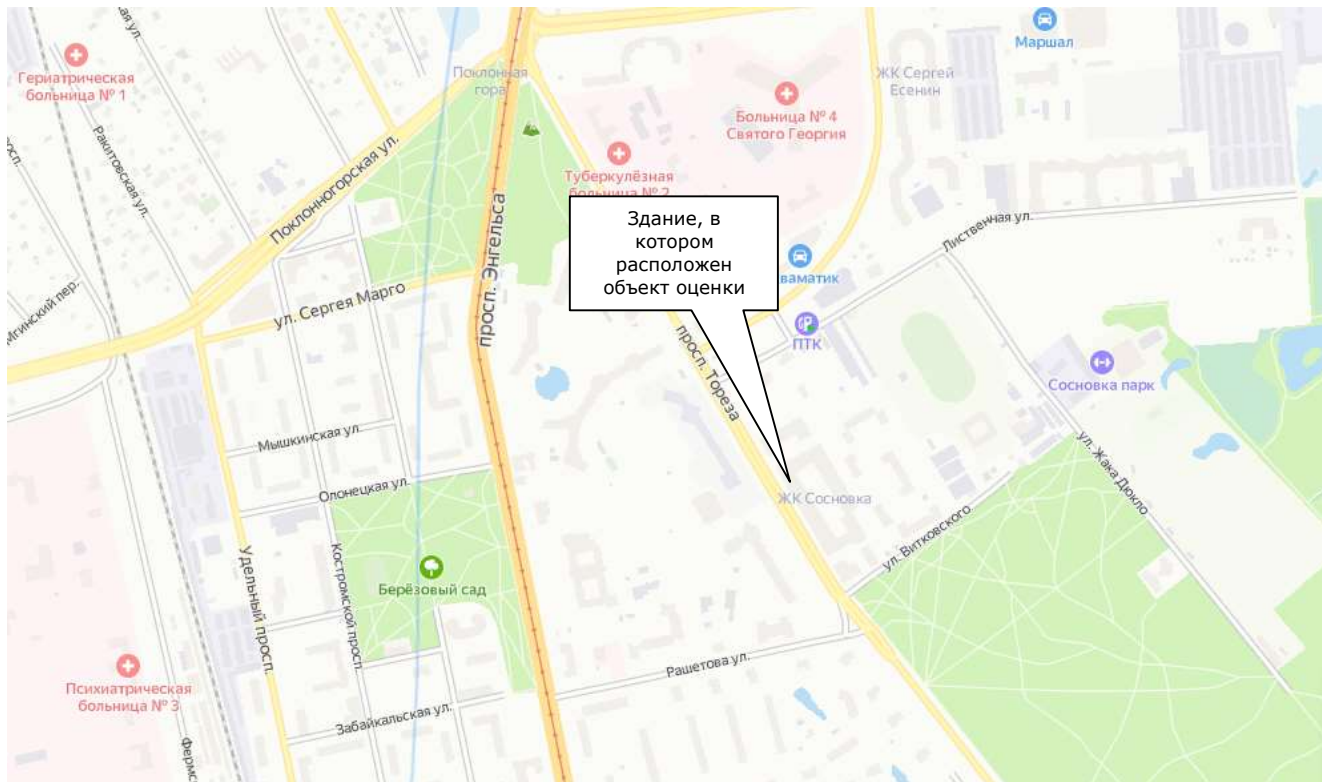 Гериатрическая
больница № 1
Ракитовская ул.
Поклонногорская ул.
Мгинский пер.
Поклонная
гора
Маршал
ЖК Сергей
Есенин
Больница № 4
Святого Георгия
Туберкулёзная
больница № 2
Здание, в
котором
расположен
объект оценки
Лиственная ул.
ул. Сергея Марго
просп. Энгельса
ПТК
просп. Тореза
Сосновка парк
ул. Жака Дюкло
Мышкинская ул.
Олонецкая ул.
ЖК Сосновка
ул. Витковского
Удельный просп.
Костромской просп.
Берёзовый сад
Рашетова ул.
Психиатрическая
больница № 3
Забайкальская ул.